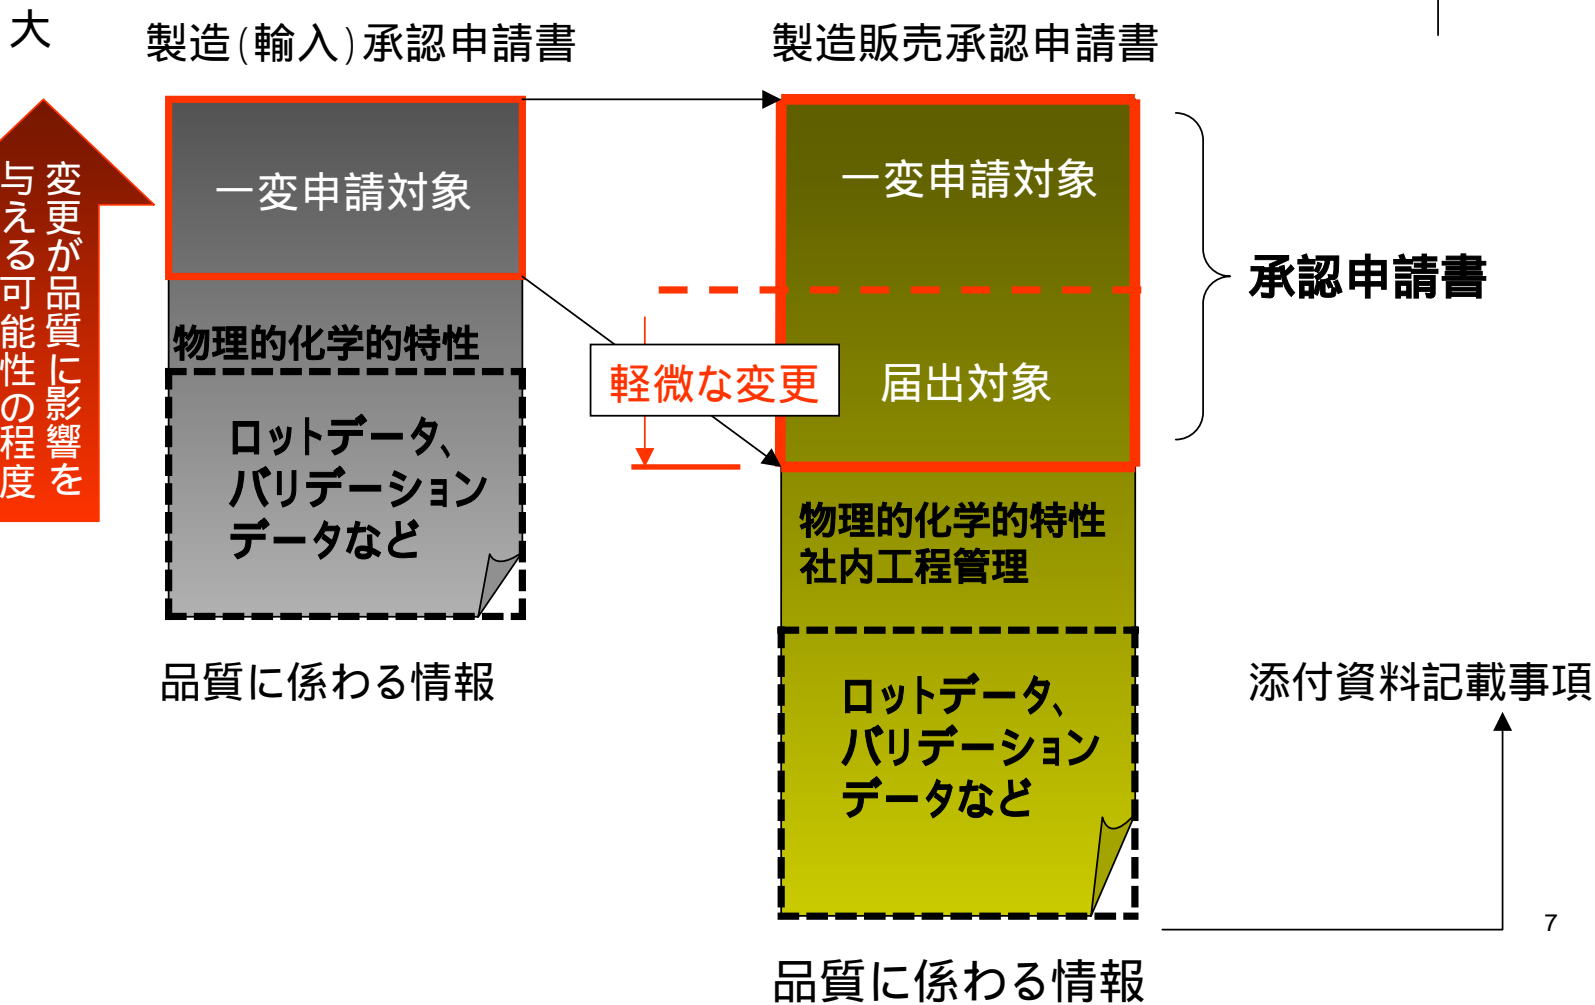 大
製造(輸入)承認申請書
製造販売承認申請書
変更が品質に影響を
与える可能性の程度
一変申請対象
物理的化学的特性
ロットデータ、
バリデーション
データなど
品質に係わる情報
軽微な変更
一変申請対象
届出対象
物理的化学的特性
社内工程管理
ロットデータ、
バリデーション
データなど
品質に係わる情報
承認申請書
添付資料記載事項
7